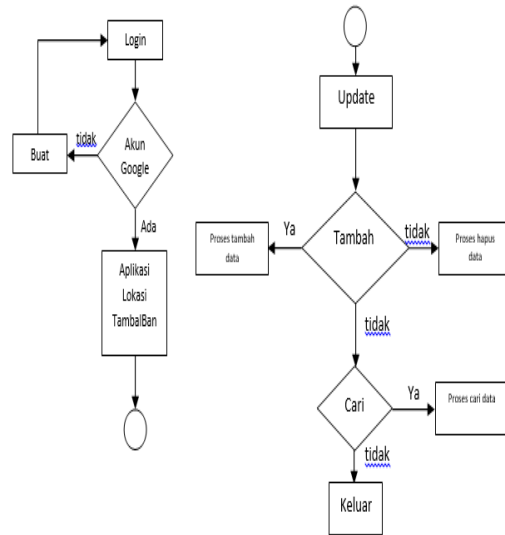 Login
tidak
Akun
Google
Buat
Ada
Aplikasi
Lokasi
TambalBan
Update
Ya
Tambah
tidak
Proses tambah
data
Proses hapus
data
tidak
Cari
Ya
Proses cari data
tidak
Keluar